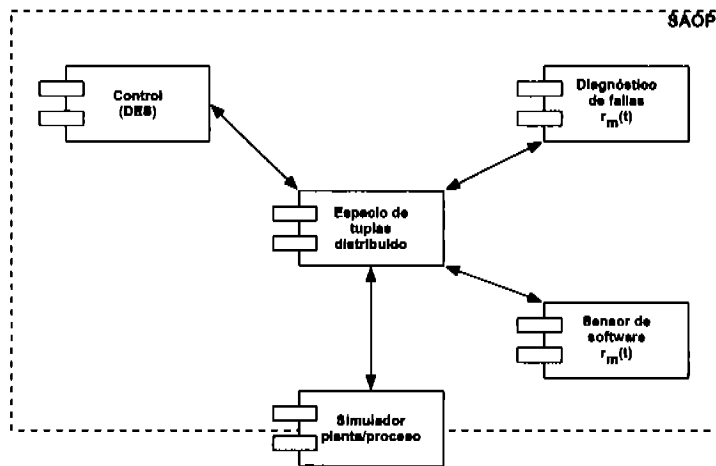 SAOP
Control
(DES)
Diagnóstico
de fallas
r_m(t)
Espacio de
tuplas
distribuido
Sensor de
software
r_m(t)
Simulador
planta/proceso